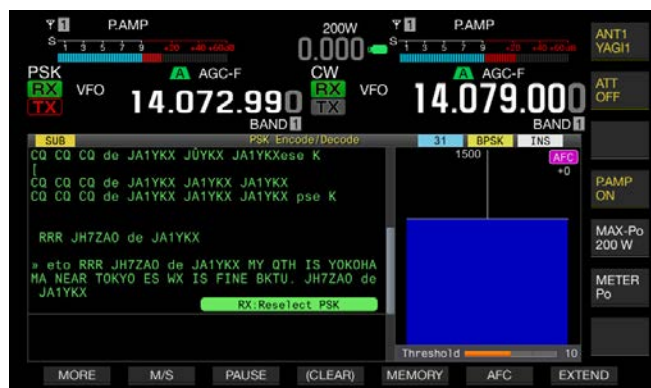 1 P.AMP 200W 1 P.AMP
S 1 3 5 7 9 +20 +40 +60dB 0.000 S 1 3 5 7 9 +20 +40 +60dB
ANT1
YAGI1
PSK A AGC-F CW A AGC-F
RX VFO RX VFO
TX 14.072.990 TX 14.079.000
BAND 1 BAND 1
ATT
OFF
SUB PSK Encode/Decode 31 BPSK INS
CQ CQ CQ de JA1YKX JÛYKX JA1YKXese K
[
CQ CQ CQ de JA1YKX JA1YKX JA1YKX
CQ CQ CQ de JA1YKX JA1YKX JA1YKX pse K
RRR JH7ZAO de JA1YKX
» eto RRR JH7ZAO de JA1YKX MY QTH IS YOKOHA
MA NEAR TOKYO ES WX IS FINE BKTU. JH7ZAO de
JA1YKX
RX:Reselect PSK
1500 AFC
+0
Threshold 10
P.AMP
ON
MAX-Po
200 W
METER
Po
MORE M/S PAUSE (CLEAR) MEMORY AFC EXTEND